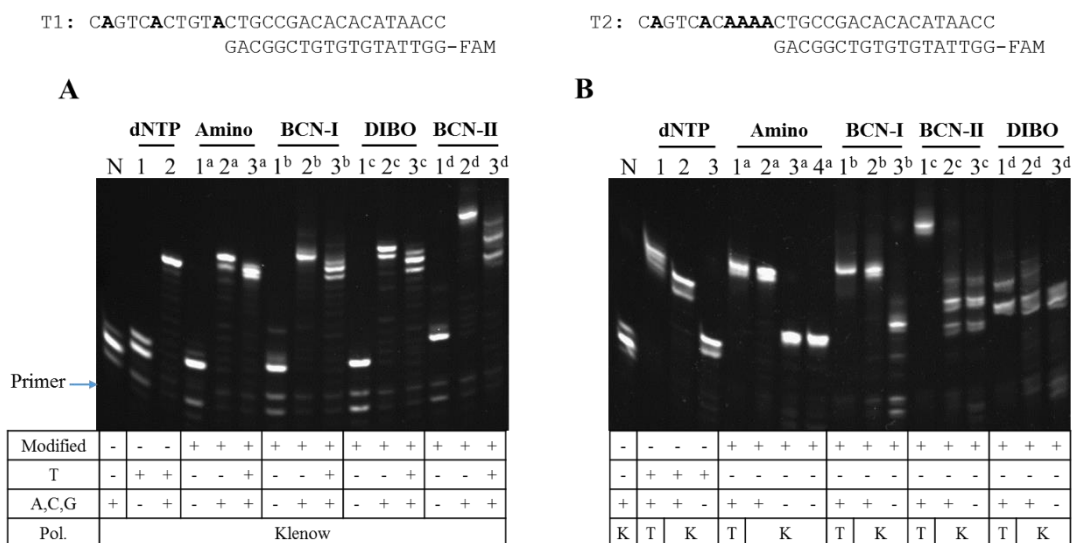 T1: CAGTCACTGTACTGCCGACACACATAACC
GACGGCTGTGTGTATTGG-FAM
T2: CAGTCACAAAACTGCCGACACACATAACC
GACGGCTGTGTGTATTGG-FAM
A
dNTP Amino BCN-I DIBO BCN-II
N 1 2 1a 2a 3a 1b 2b 3b 1c 2c 3c 1d 2d 3d
Primer
Modified - - - + + + + + + + + + + + +
T - + + - - + - - + - - + - - +
A,C,G + - + - + + - + + - + + - + +
Pol. Klenow
B
dNTP Amino BCN-I BCN-II DIBO
N 1 2 3 1a 2a 3a 4a 1b 2b 3b 1c 2c 3c 1d 2d 3d
- - - - + + + + + + + + + + + + +
- + + + - - - - - - - - - - - - -
+ + + - + + - - + + - + + - + + -
K T K T K T K T K T K